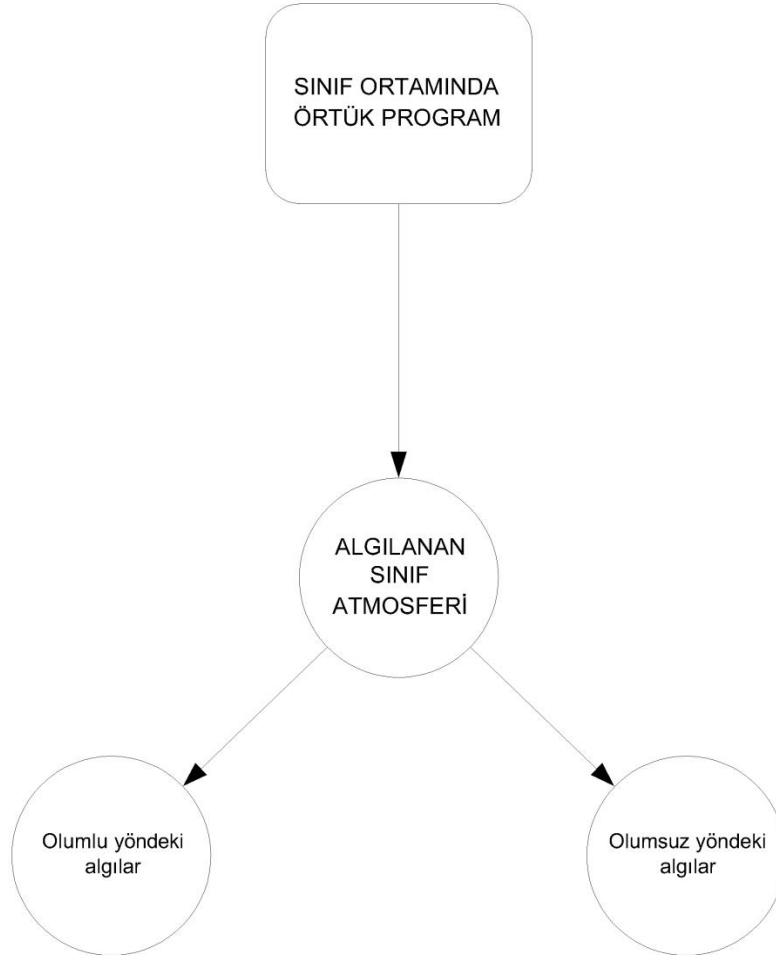 SINIF ORTAMINDA
ÖRTÜK PROGRAM
ALGILANAN
SINIF
ATMOSFERİ
Olumlu yöndeki
algılar
Olumsuz yöndeki
algılar